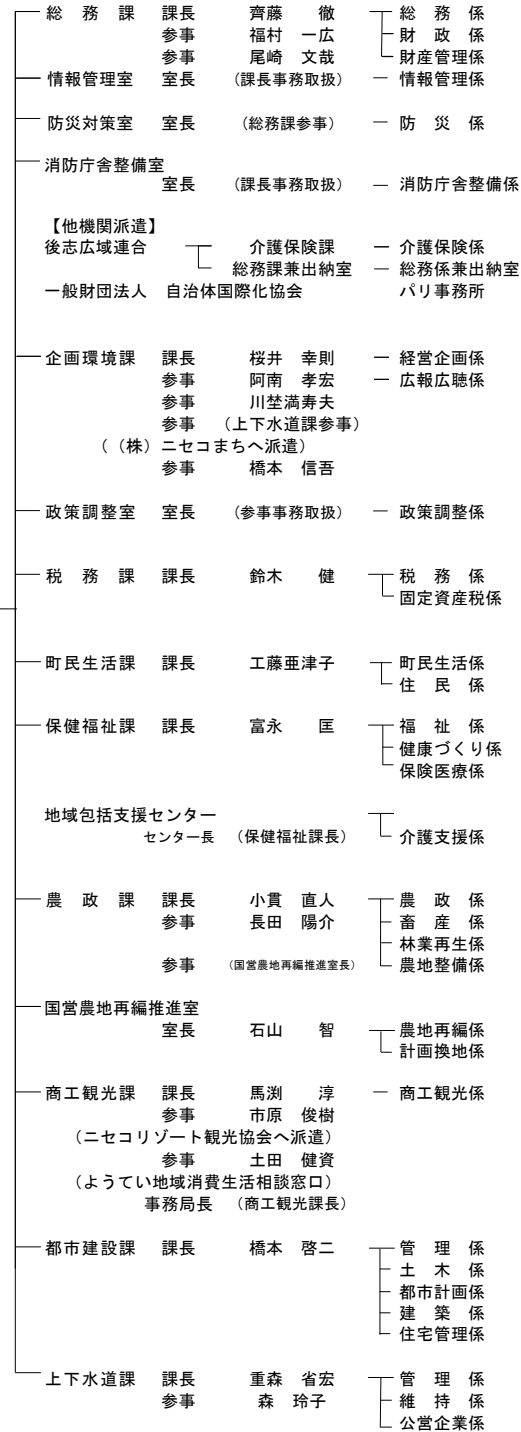 総務課 課長 齊藤 徹 総務係
参事 福村 一広 財政係
参事 尾崎 文哉 財産管理係
情報管理室 室長 (課長事務取扱) 情報管理係
防災対策室 室長 (総務課参事) 防災係
消防庁舎整備室
室長 (課長事務取扱) 消防庁舎整備係
【他機関派遣】
後志広域連合 介護保険課 介護保険係
総務課兼出納室 総務係兼出納室
一般財団法人 自治体国際化協会 パリ事務所
企画環境課 課長 桜井 幸則 経営企画係
参事 阿南 孝宏 広報広聴係
参事 川埜満寿夫
参事 (上下水道課参事)
((株)ニセコまちへ派遣)
参事 橋本 信吾
政策調整室 室長 (参事事務取扱) 政策調整係
税務課 課長 鈴木 健 税務係
固定資産税係
町民生活課 課長 工藤亜津子 町民生活係
住民係
保健福祉課 課長 富永 匡 福祉係
健康づくり係
保険医療係
地域包括支援センター
センター長 (保健福祉課長) 介護支援係
農政課 課長 小貫 直人 農政係
参事 長田 陽介 畜産係
林業再生係
参事 (国営農地再編推進室長) 農地整備係
国営農地再編推進室
室長 石山 智 農地再編係
計画換地係
商工観光課 課長 馬渕 淳 商工観光係
参事 市原 俊樹
(ニセコリゾート観光協会へ派遣)
参事 土田 健資
(ようてい地域消費生活相談窓口)
事務局長 (商工観光課長)
都市建設課 課長 橋本 啓二 管理係
土木係
都市計画係
建築係
住宅管理係
上下水道課 課長 重森 省宏 管理係
参事 森 玲子 維持係
公営企業係